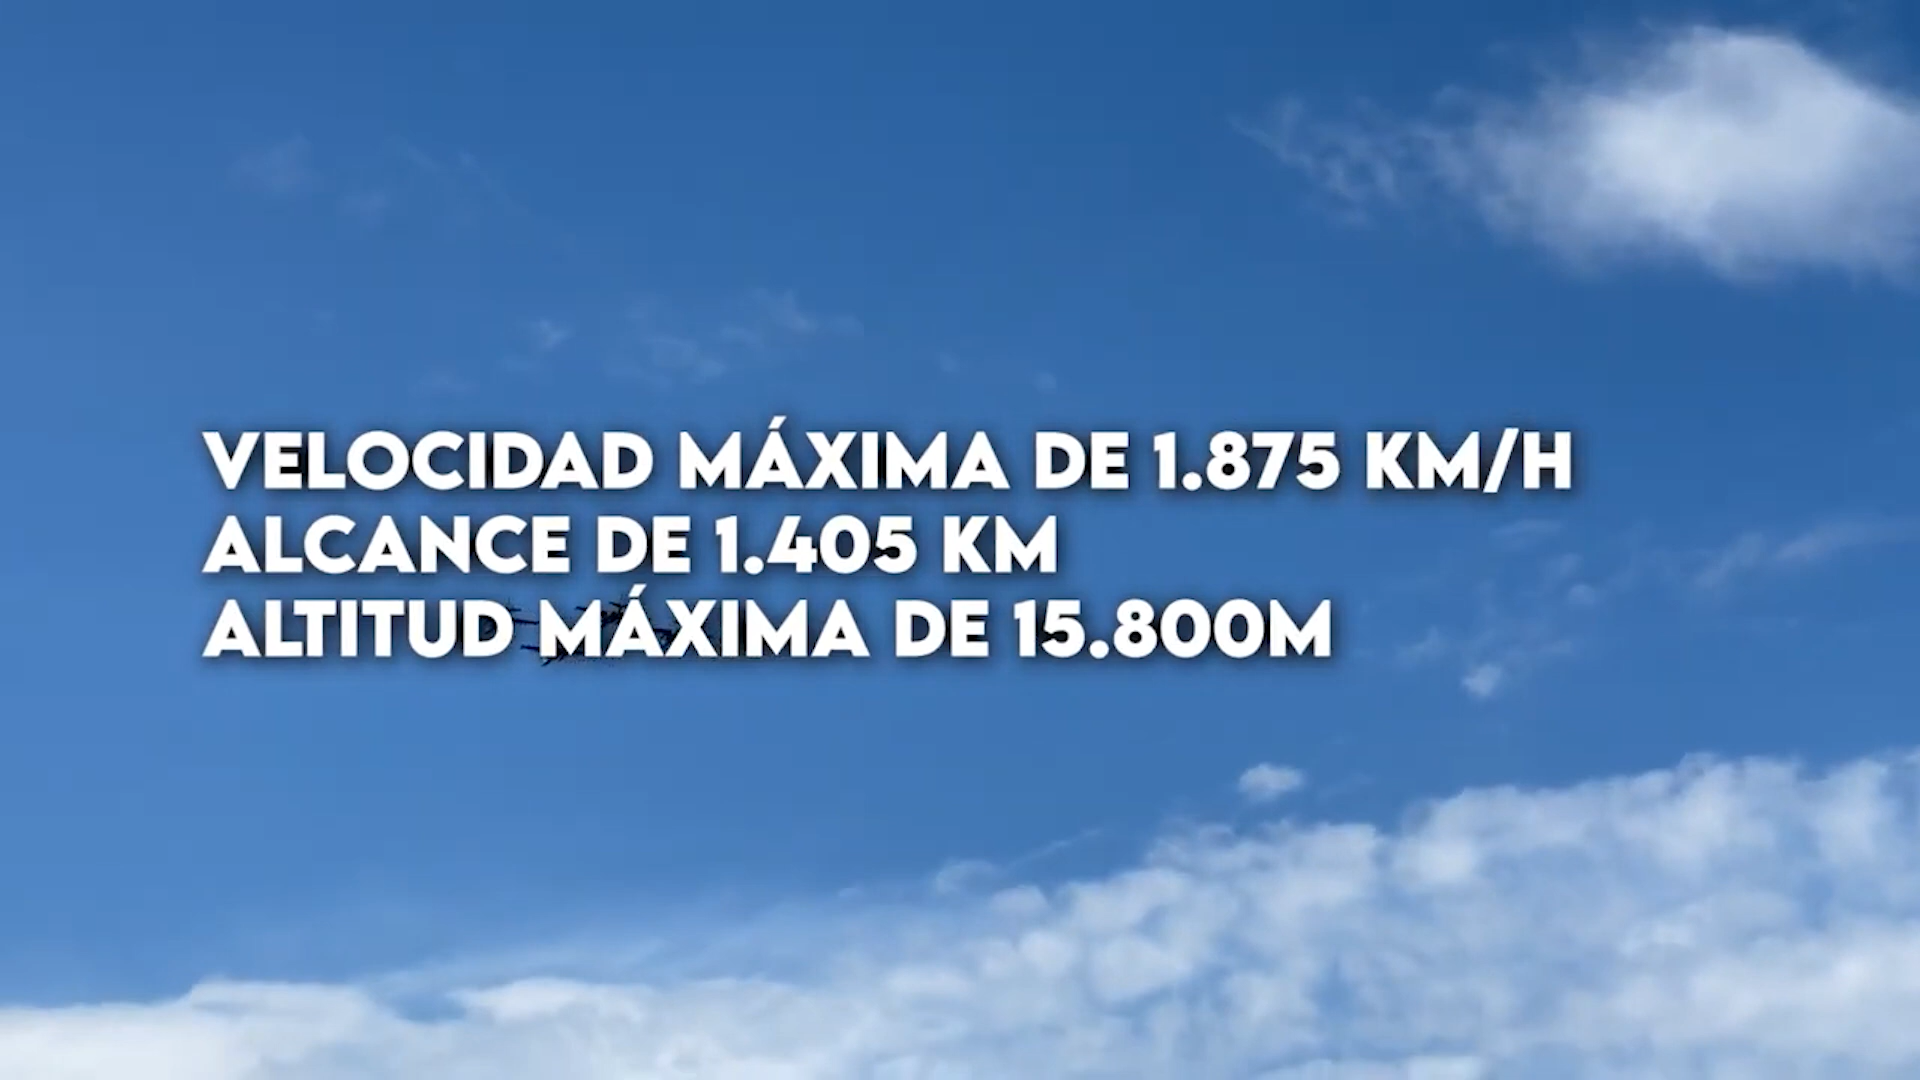 VELOCIDAD MÁXIMA DE 1.875 KM/H
ALCANCE DE 1.405 KM
ALTITUD MÁXIMA DE 15.800M